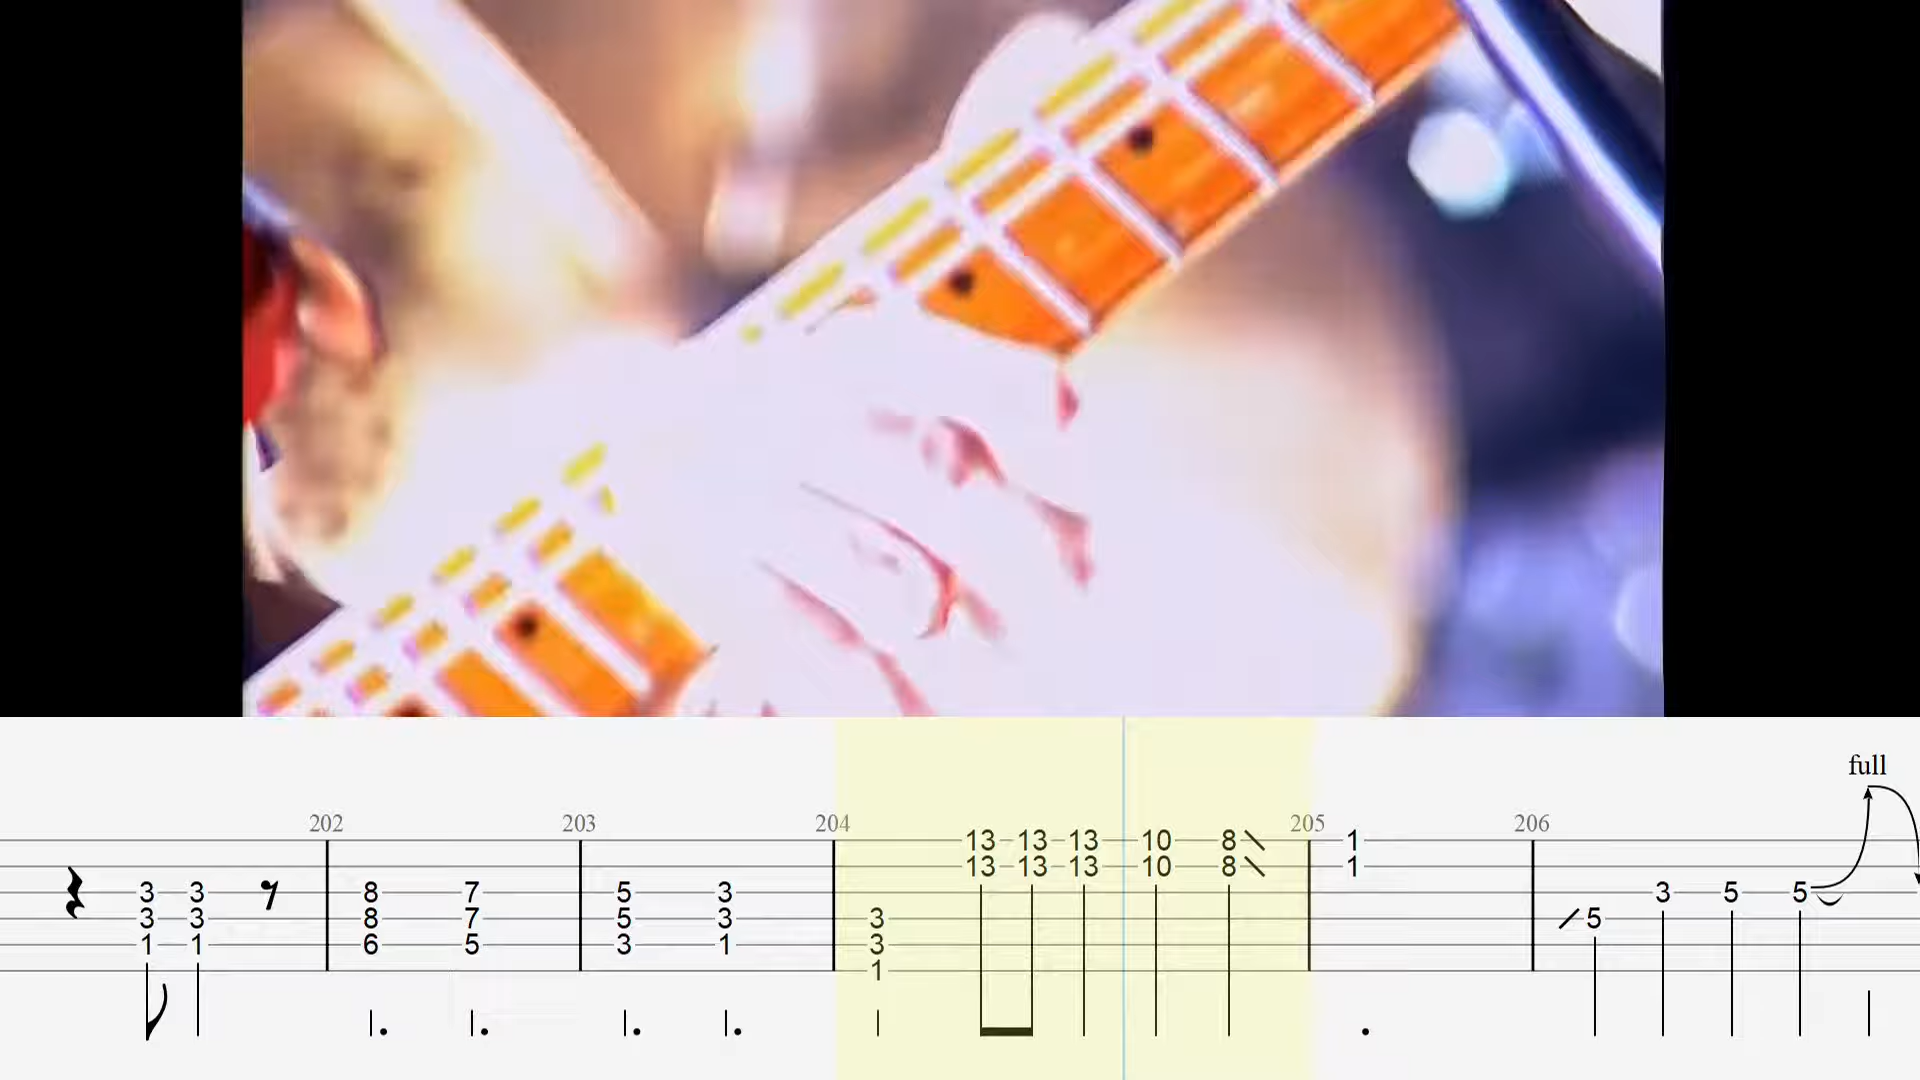 full
202 203 204 205 206
13 13 13 10 8 1
13 13 13 10 8 1
3 3 8 7 5 3 3 5 5
3 3 8 7 5 3 3 5
1 1 6 5 3 1 3
1